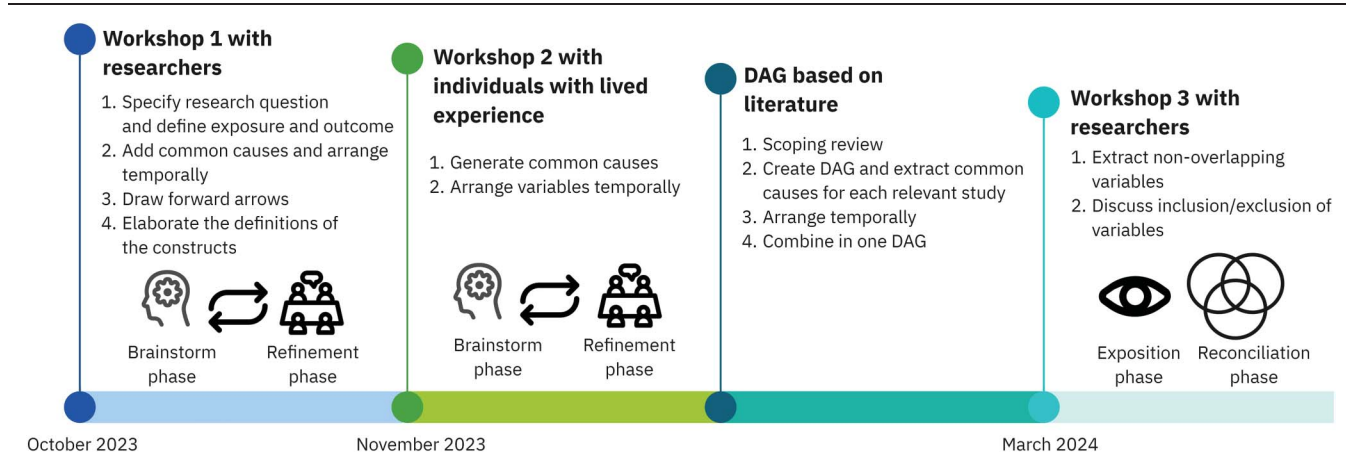 Workshop 1 with
researchers
1. Specify research question
and define exposure and outcome
2. Add common causes and arrange
temporally
3. Draw forward arrows
4. Elaborate the definitions of
the constructs
Brainstorm
phase
Refinement
phase
Workshop 2 with
individuals with lived
experience
1. Generate common causes
2. Arrange variables temporally
Brainstorm
phase
Refinement
phase
DAG based on
literature
1. Scoping review
2. Create DAG and extract common
causes for each relevant study
3. Arrange temporally
4. Combine in one DAG
Workshop 3 with
researchers
1. Extract non-overlapping
variables
2. Discuss inclusion/exclusion of
variables
Exposition
phase
Reconciliation
phase
October 2023
November 2023
March 2024